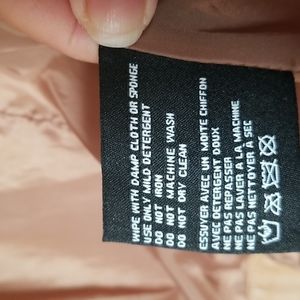 WIPE WITH DAMP CLOTH OR SPONGE
USE ONLY MILD DETERGENT
DO NOT IRON
DO NOT MACHINE WASH
DO NOT DRY CLEAN
ESSUYER AVEC UN MOITE CHIFFON
AVEC DETERGENT DOUX
NE PAS REPASSER
NE PAS LAVER A LA MACHINE
NE PAS NETTOYER A SEC